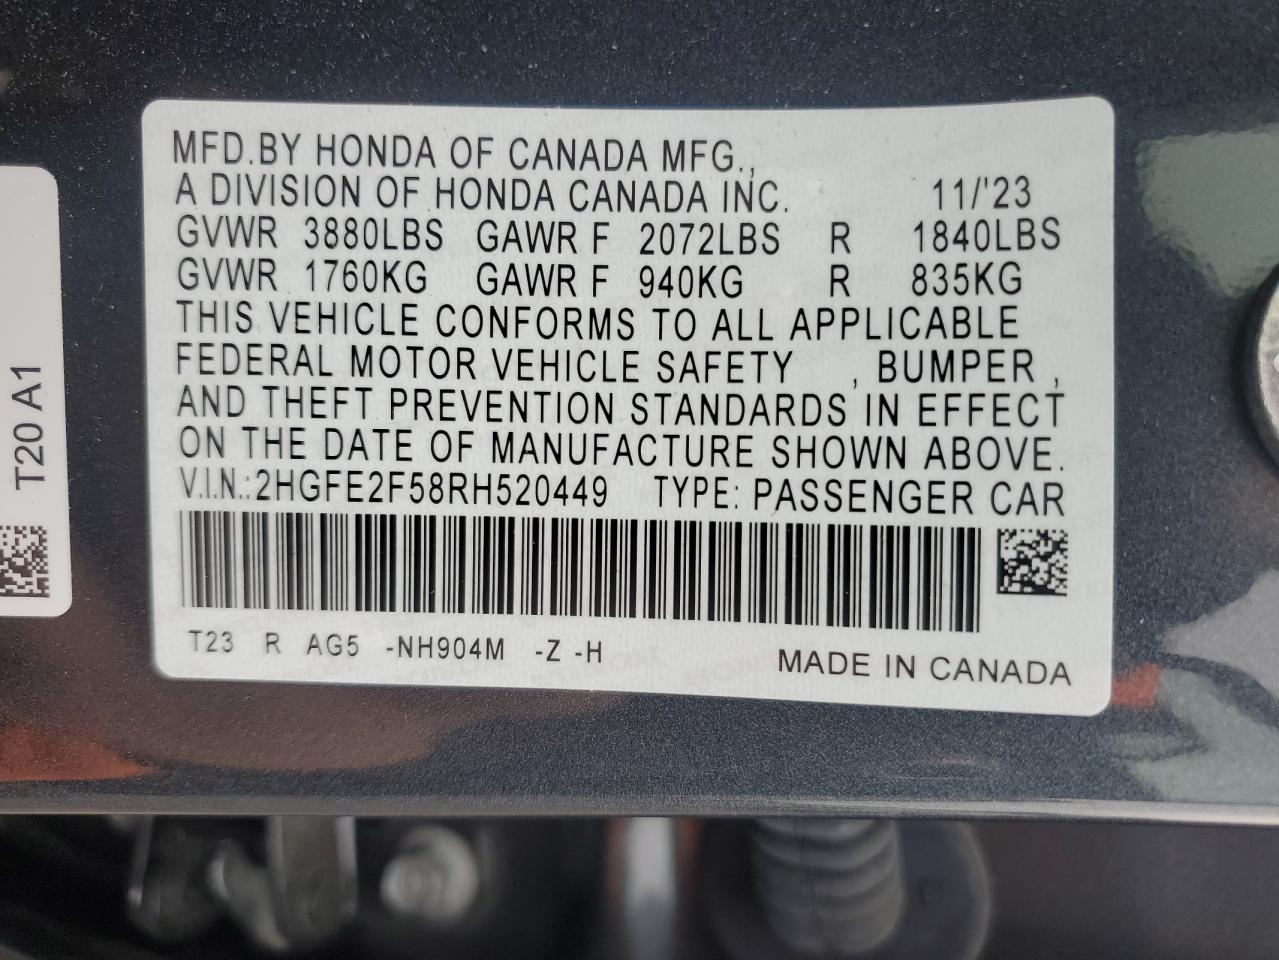 MFD.BY HONDA OF CANADA MFG.,
A DIVISION OF HONDA CANADA INC. 11/'23
GVWR 3880LBS GAWR F 2072LBS R 1840LBS
GVWR 1760KG GAWR F 940KG R 835KG
THIS VEHICLE CONFORMS TO ALL APPLICABLE
FEDERAL MOTOR VEHICLE SAFETY , BUMPER ,
AND THEFT PREVENTION STANDARDS IN EFFECT
ON THE DATE OF MANUFACTURE SHOWN ABOVE.
V.I.N.:2HGFE2F58RH520449 TYPE: PASSENGER CAR
T23 R AG5 -NH904M -Z -H
MADE IN CANADA
T20 A1